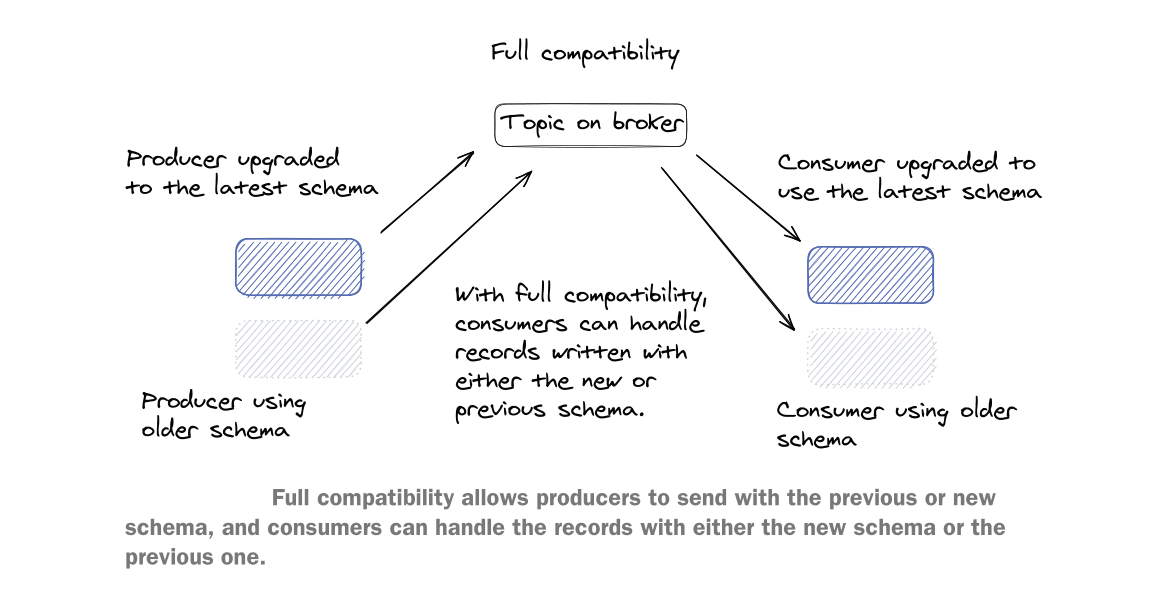 Full compatibility
Topic on broker
Producer upgraded
to the latest schema
Consumer upgraded to
use the latest schema
With full compatibility,
consumers can handle
records written with
either the new or
previous schema.
Producer using
older schema
Consumer using older
schema
Full compatibility allows producers to send with the previous or new
schema, and consumers can handle the records with either the new schema or the
previous one.